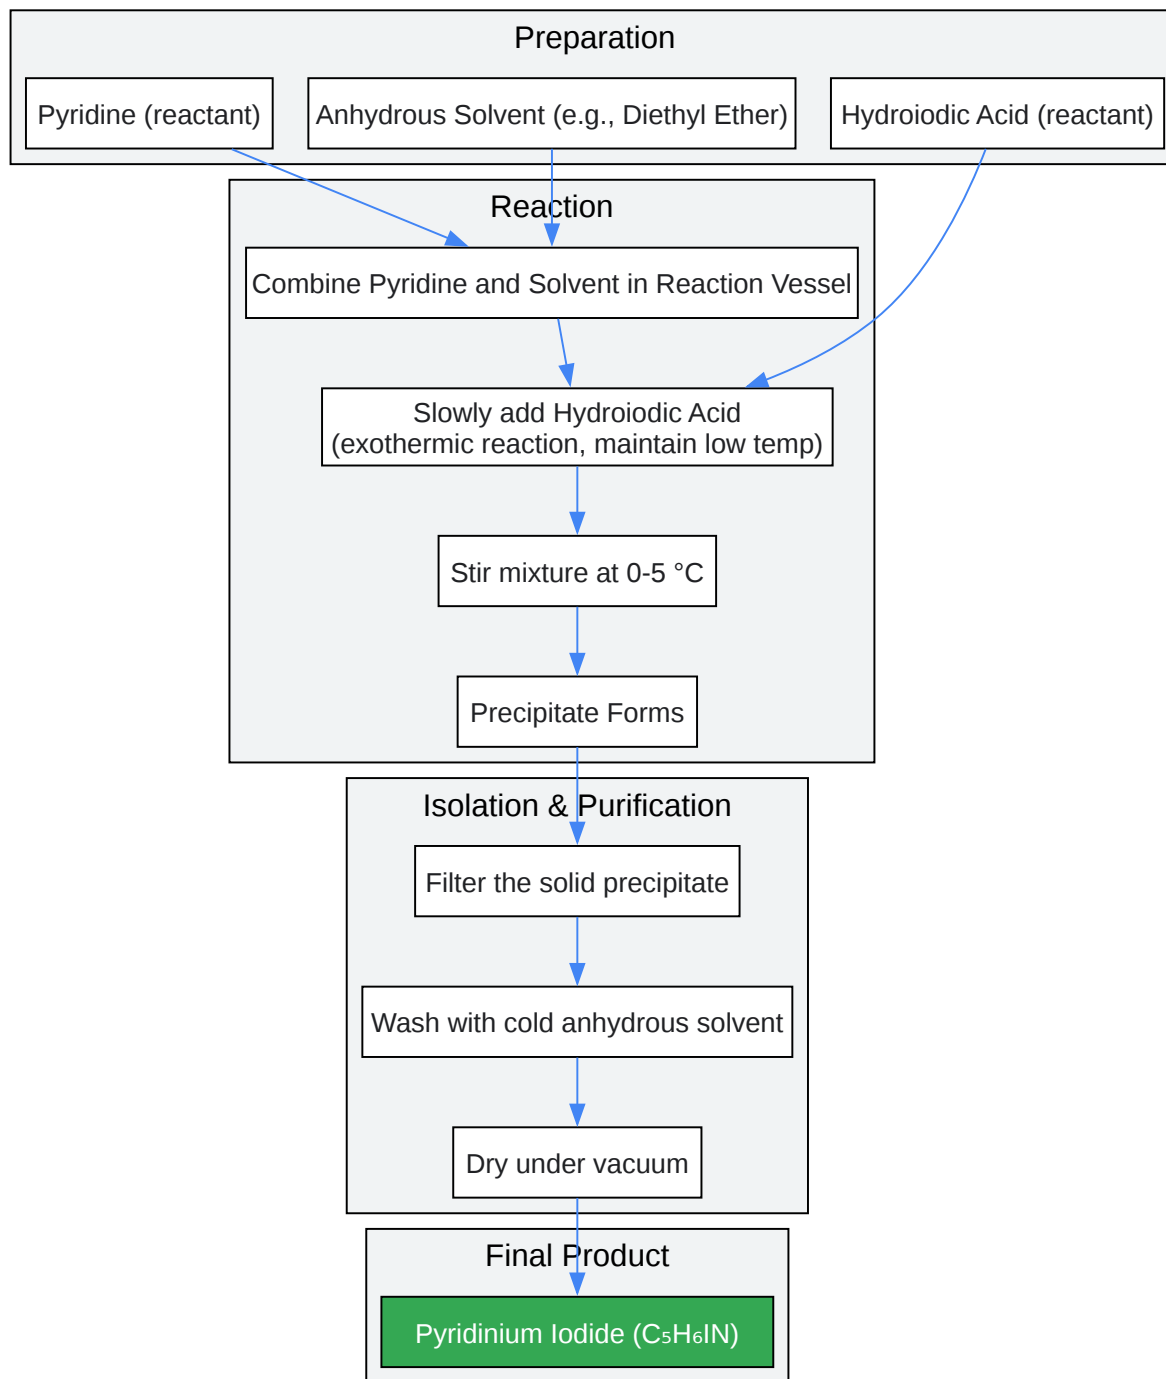 Preparation
Pyridine (reactant)
Anhydrous Solvent (e.g., Diethyl Ether)
Hydroiodic Acid (reactant)
Reaction
Combine Pyridine and Solvent in Reaction Vessel
Slowly add Hydroiodic Acid
(exothermic reaction, maintain low temp)
Stir mixture at 0-5 °C
Precipitate Forms
Isolation & Purification
Filter the solid precipitate
Wash with cold anhydrous solvent
Dry under vacuum
Final Product
Pyridinium Iodide (C₅H₆IN)